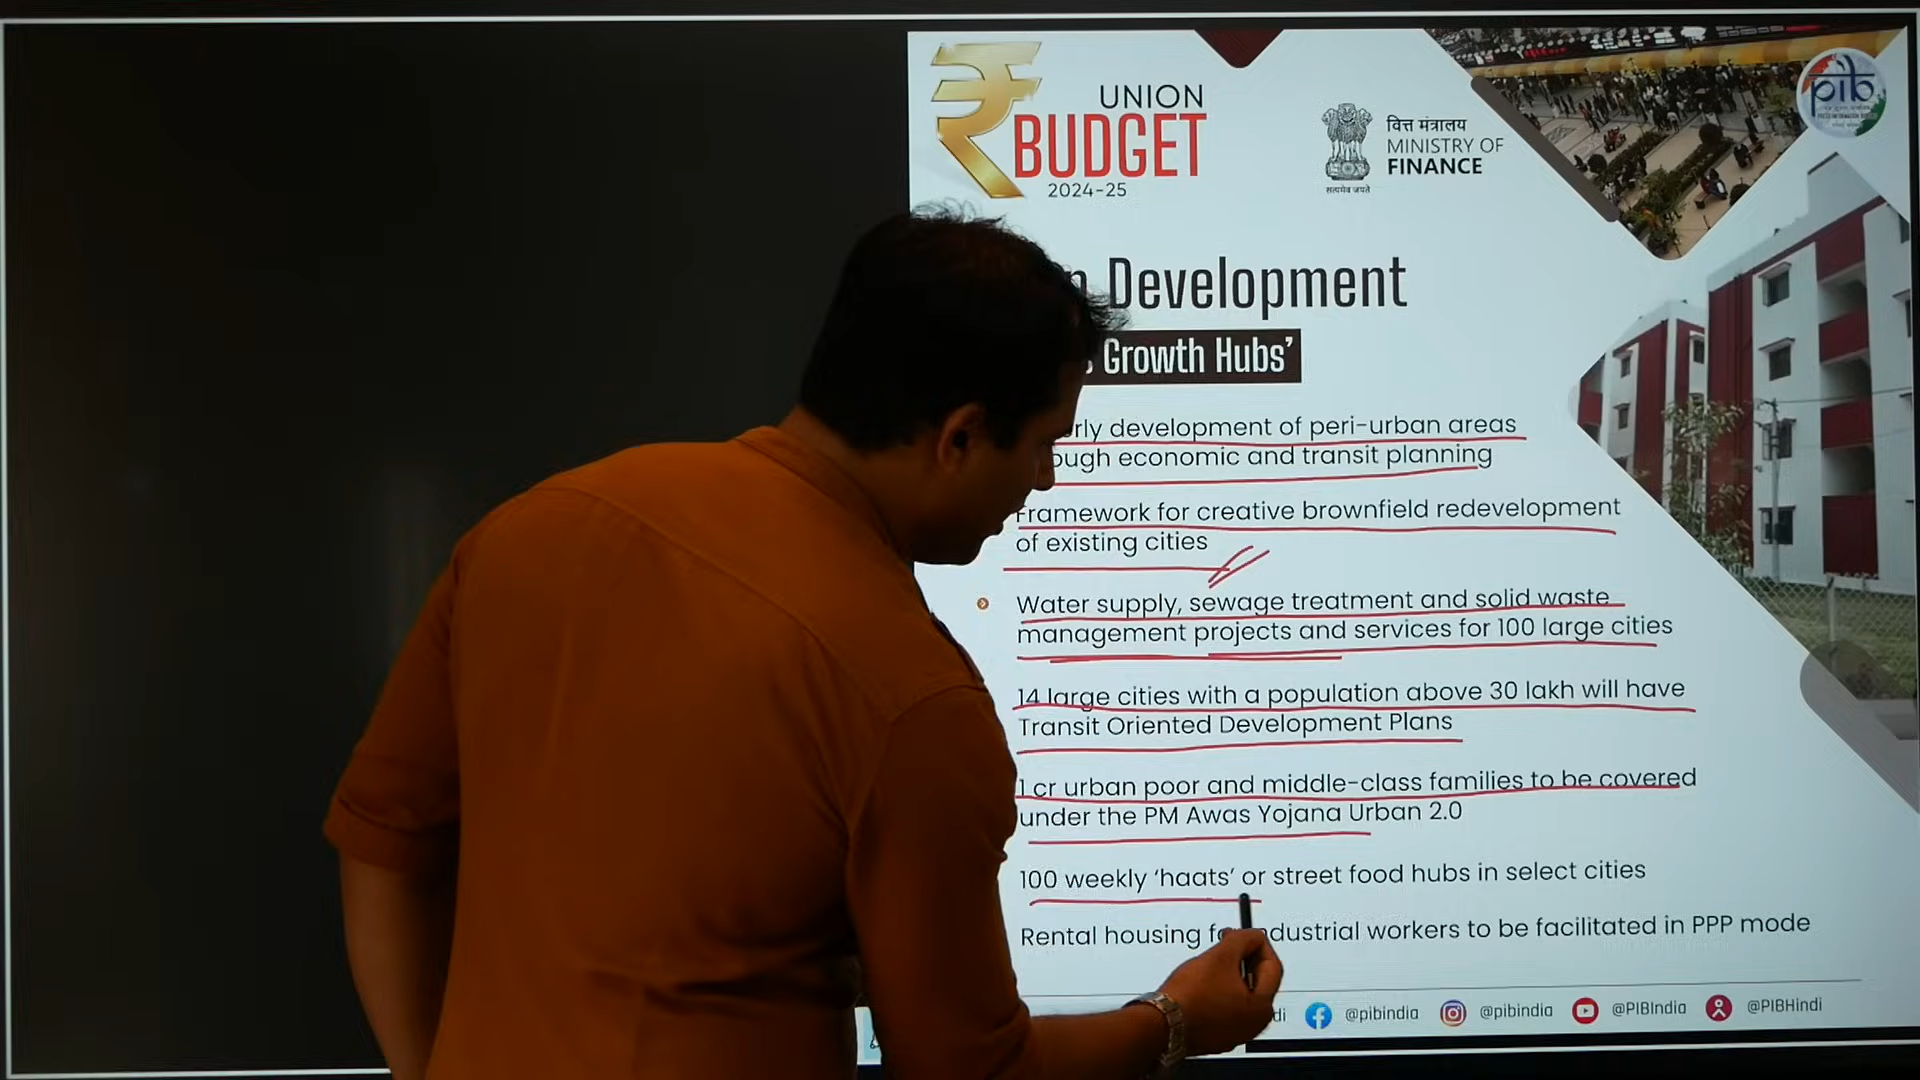 UNION
BUDGET
2024-25
वित्त मंत्रालय
MINISTRY OF
FINANCE
सत्यमेव जयते
pib
Development
Growth Hubs’
development of peri-urban areas
economic and transit planning
Framework for creative brownfield redevelopment
of existing cities
Water supply, sewage treatment and solid waste
management projects and services for 100 large cities
14 large cities with a population above 30 lakh will have
Transit Oriented Development Plans
1 cr urban poor and middle-class families to be covered
under the PM Awas Yojana Urban 2.0
100 weekly ‘haats’ or street food hubs in select cities
Rental housing industrial workers to be facilitated in PPP mode
@pibindia @pibindia @PIBIndia @PIBHindi